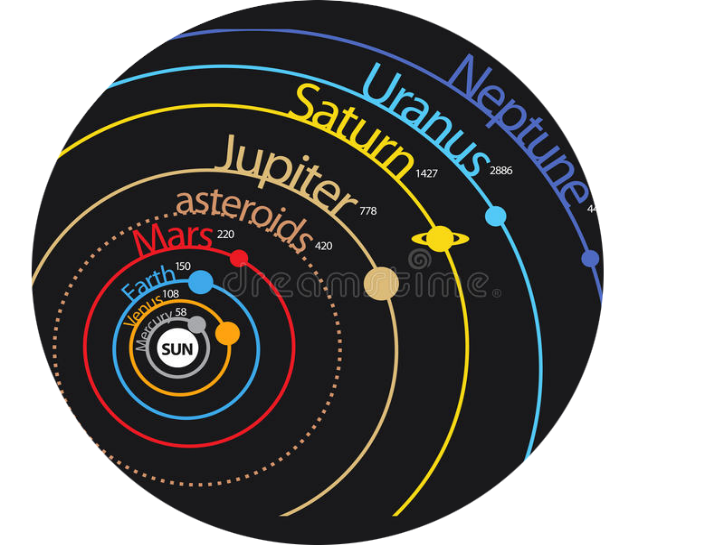 Neptune
44
Uranus 2886
Saturn 1427
Jupiter 778
asteroids 420
Mars 220
Earth 150
Venus 108
Mercury 58
SUN
dreamstime®